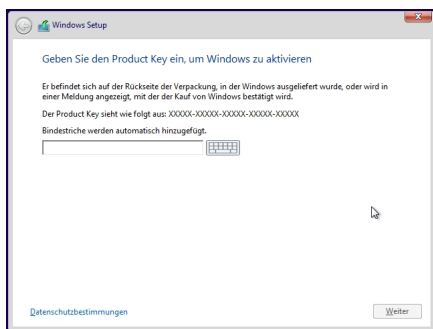 Windows Setup
Geben Sie den Product Key ein, um Windows zu aktivieren
Er befindet sich auf der Rückseite der Verpackung, in der Windows ausgeliefert wurde, oder wird in
einer Meldung angezeigt, mit der der Kauf von Windows bestätigt wird.
Der Product Key sieht wie folgt aus: XXXXX-XXXXX-XXXXX-XXXXX-XXXXX
Bindestriche werden automatisch hinzugefügt.
Datenschutzbestimmungen
Weiter